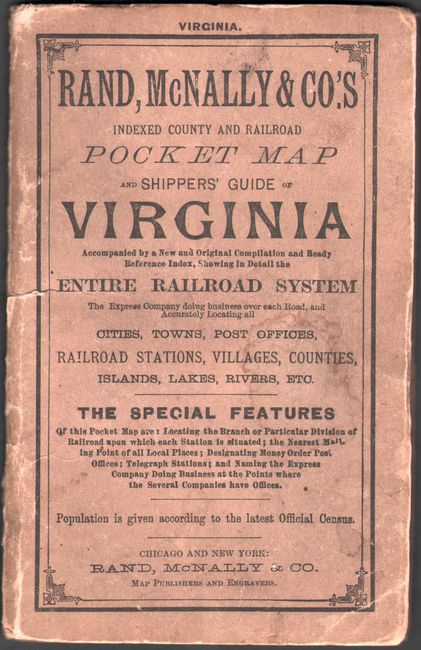 VIRGINIA.
RAND, McNALLY & CO.'S
INDEXED COUNTY AND RAILROAD
POCKET MAP
AND SHIPPERS' GUIDE OF
VIRGINIA
Accompanied by a New and Original Compilation and Ready
Reference Index, Showing in Detail the
ENTIRE RAILROAD SYSTEM
The Express Company doing business over each Road, and
Accurately Locating all
CITIES, TOWNS, POST OFFICES,
RAILROAD STATIONS, VILLAGES, COUNTIES,
ISLANDS, LAKES, RIVERS, ETC.
THE SPECIAL FEATURES
Of this Pocket Map are: Locating the Branch or Particular Division of
Railroad upon which each Station is situated; the Nearest Mail-
ing Point of all Local Places; Designating Money Order Post
Offices; Telegraph Stations; and Naming the Express
Company Doing Business at the Points where
the Several Companies have Offices.
Population is given according to the latest Official Census.
CHICAGO AND NEW YORK:
RAND, McNALLY & CO.
MAP PUBLISHERS AND ENGRAVERS.